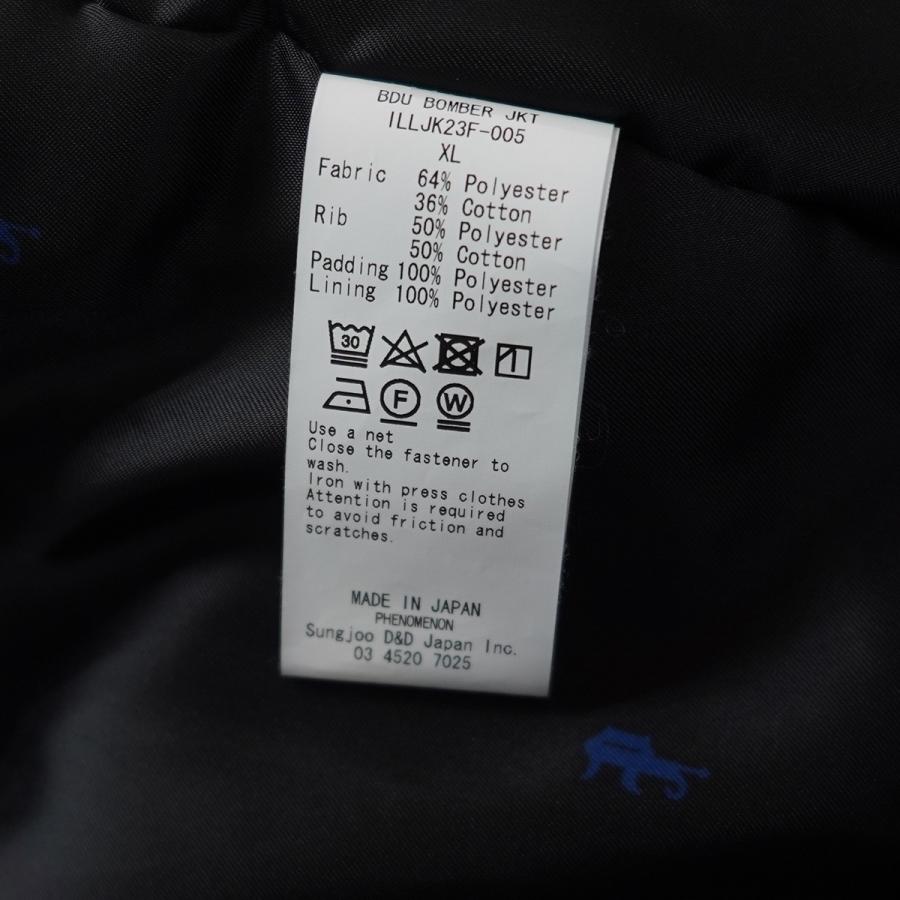 BDU BOMBER JKT
ILLJK23F-005
XL
Fabric 64% Polyester
36% Cotton
Rib 50% Polyester
50% Cotton
Padding 100% Polyester
Lining 100% Polyester
30
F W
Use a net
Close the fastener to
wash.
Iron with press clothes
Attention is required
to avoid friction and
scratches.
MADE IN JAPAN
PHENOMENON
Sungjoo D&D Japan Inc.
03 4520 7025